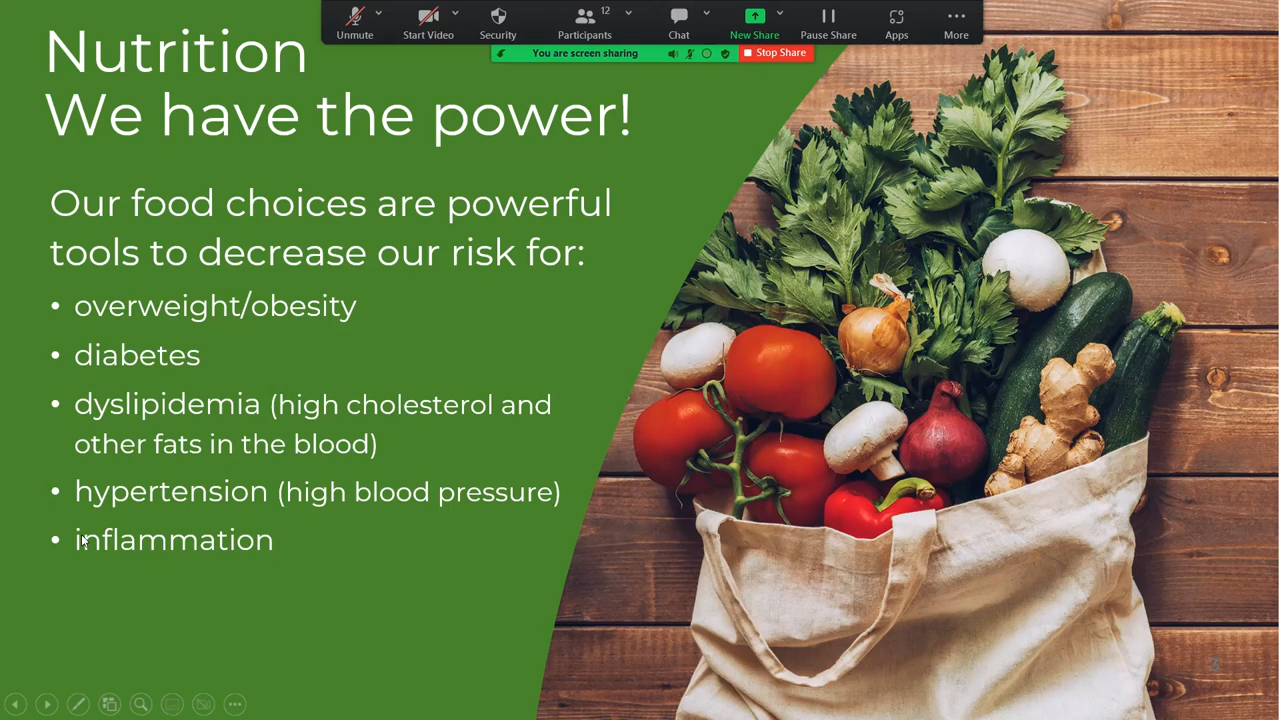 Unmute Start Video Security Participants 12 Chat New Share Pause Share Apps More
You are screen sharing Stop Share
Nutrition
We have the power!
Our food choices are powerful
tools to decrease our risk for:
• overweight/obesity
• diabetes
• dyslipidemia (high cholesterol and
other fats in the blood)
• hypertension (high blood pressure)
• inflammation
3